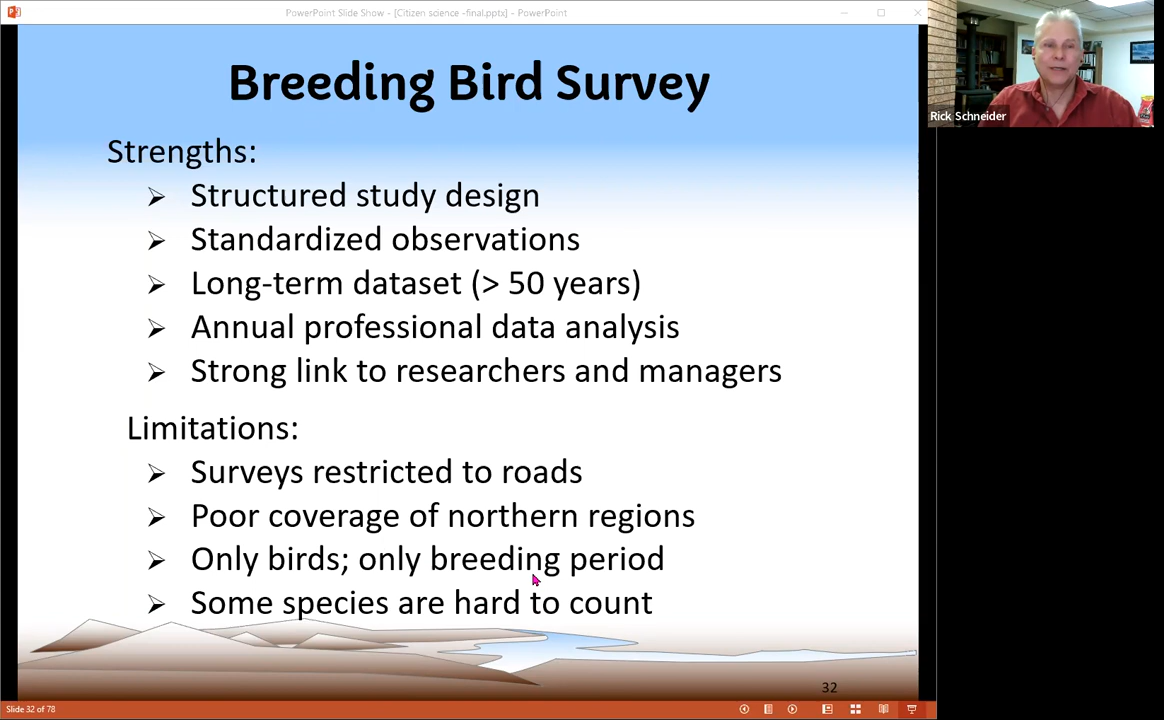 PowerPoint Slide Show - [Citizen science -final.pptx] - PowerPoint
Breeding Bird Survey
Strengths:
➢ Structured study design
➢ Standardized observations
➢ Long-term dataset (> 50 years)
➢ Annual professional data analysis
➢ Strong link to researchers and managers
Limitations:
➢ Surveys restricted to roads
➢ Poor coverage of northern regions
➢ Only birds; only breeding period
➢ Some species are hard to count
32
Slide 32 of 78
Rick Schneider